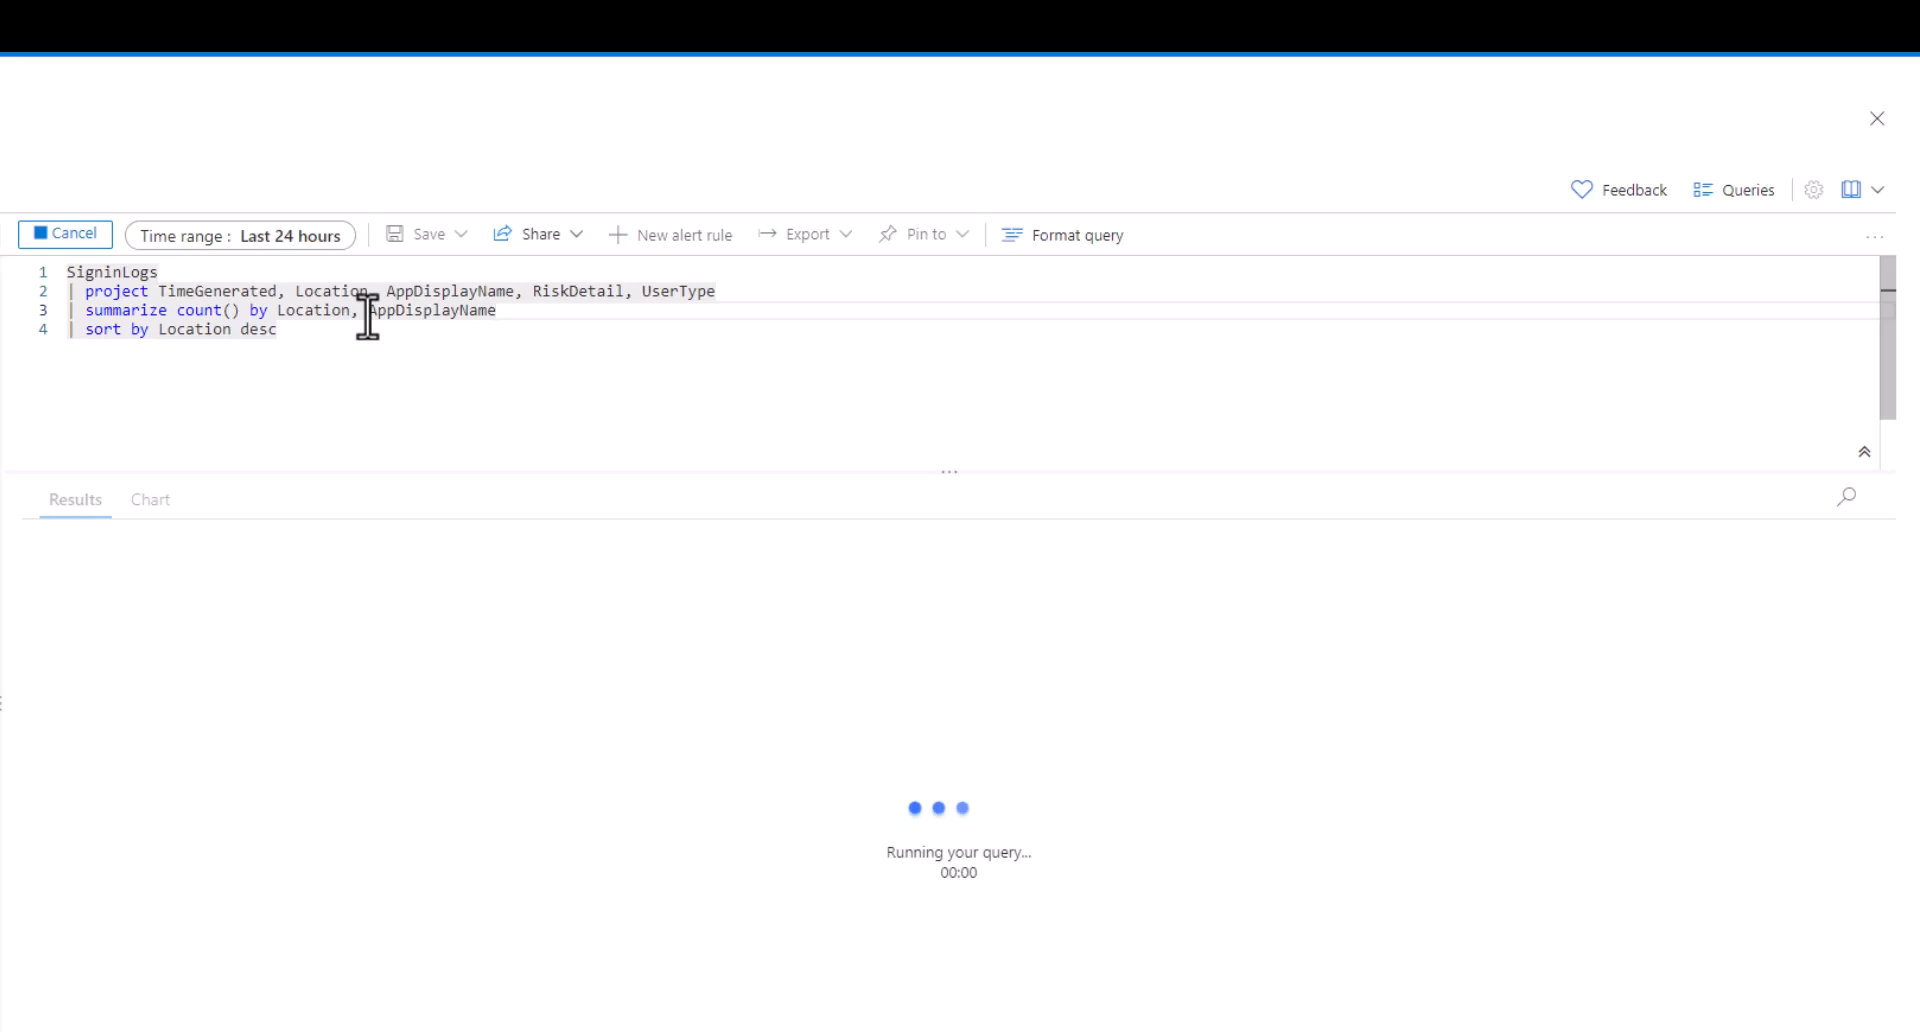 Feedback Queries
Cancel Time range : Last 24 hours Save Share New alert rule Export Pin to Format query
1 SigninLogs
2 | project TimeGenerated, Location, AppDisplayName, RiskDetail, UserType
3 | summarize count() by Location, AppDisplayName
4 | sort by Location desc
Results Chart
Running your query...
00:00